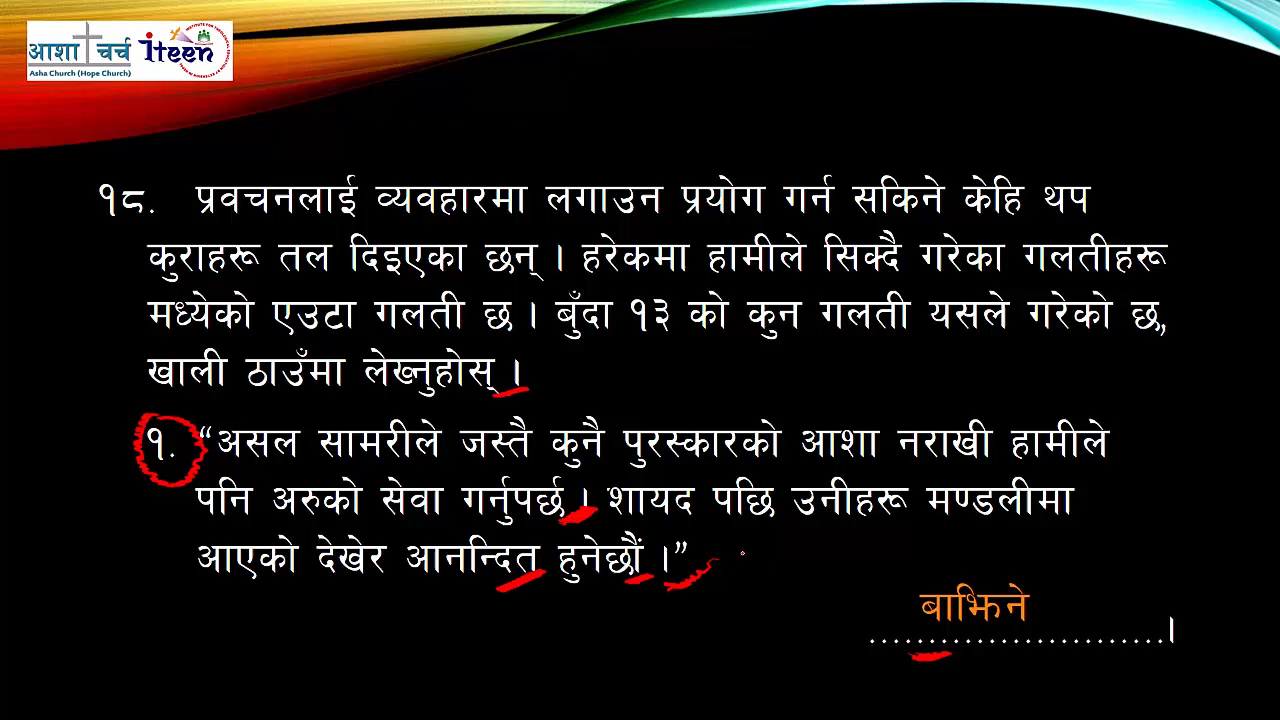 आशा चर्च iteen
Asha Church (Hope Church)
१८. प्रवचनलाई व्यवहारमा लगाउन प्रयोग गर्न सकिने केहि थप
कुराहरू तल दिइएका छन् । हरेकमा हामीले सिक्दै गरेका गलतीहरू
मध्येको एउटा गलती छ । बुँदा १३ को कुन गलती यसले गरेको छ,
खाली ठाउँमा लेख्नुहोस् ।
१. “असल सामरीले जस्तै कुनै पुरस्कारको आशा नराखी हामीले
पनि अरुको सेवा गर्नुपर्छ । शायद पछि उनीहरू मण्डलीमा
आएको देखेर आनन्दित हुनेछौं ।”
बाझिने
..........................।